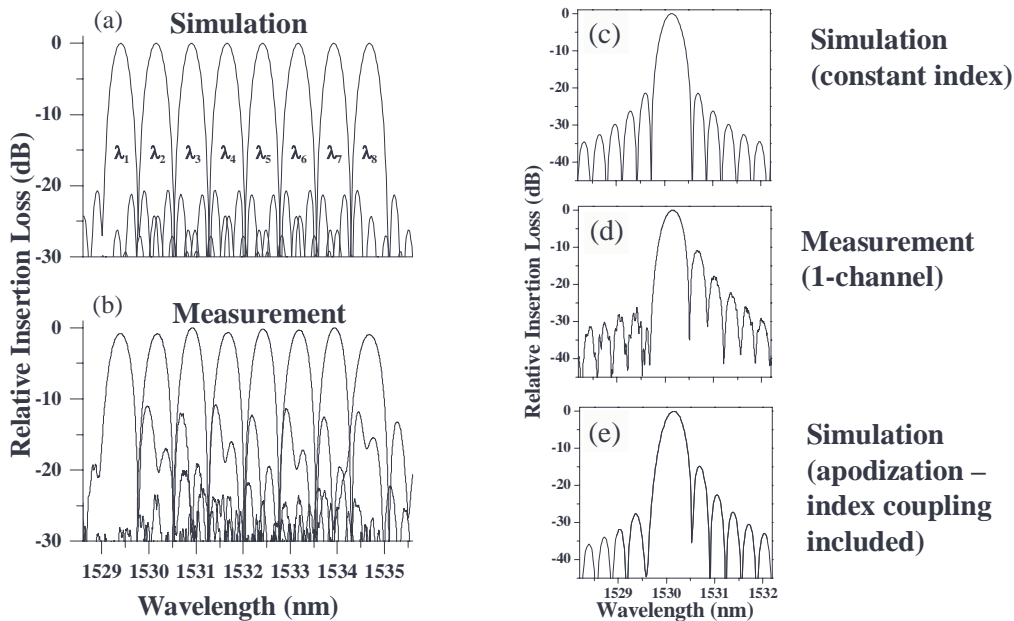 (a)
Simulation
0
-10
-20
-30
λ1 λ2 λ3 λ4 λ5 λ6 λ7 λ8
(b)
Measurement
0
-10
-20
-30
1529 1530 1531 1532 1533 1534 1535
Wavelength (nm)
Relative Insertion Loss (dB)
(c)
0
-10
-20
-30
-40
Simulation
(constant index)
(d)
0
-10
-20
-30
-40
Measurement
(1-channel)
(e)
0
-10
-20
-30
-40
Simulation
(apodization –
index coupling
included)
1529 1530 1531 1532
Wavelength (nm)
Relative Insertion Loss (dB)